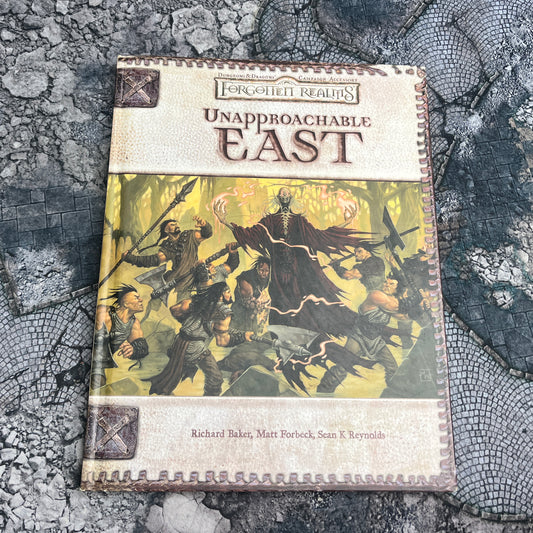 DUNGEONS & DRAGONS CAMPAIGN ACCESSORY
FORGOTTEN REALMS
UNAPPROACHABLE
EAST
Richard Baker, Matt Forbeck, Sean K Reynolds